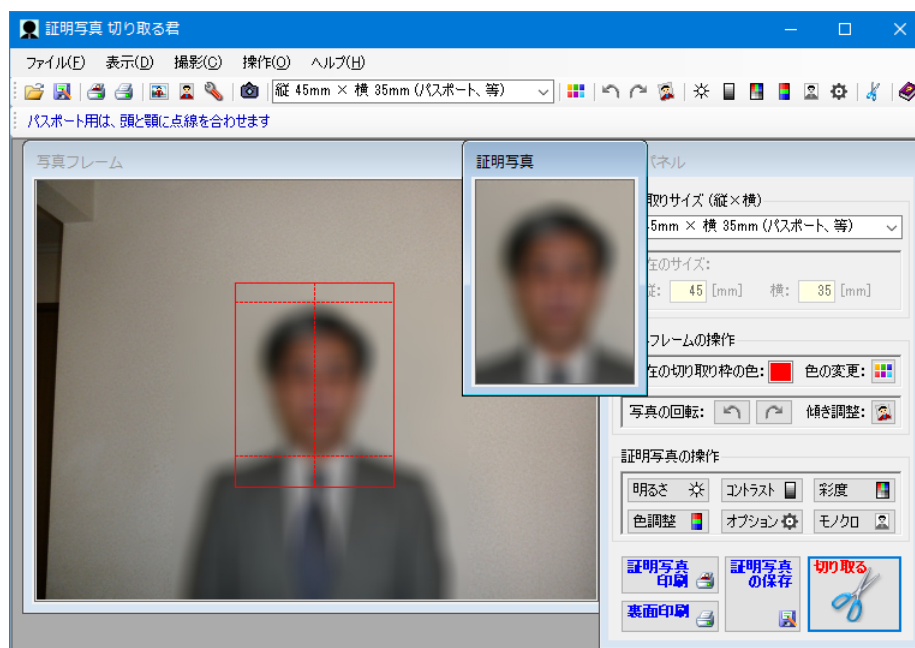 証明写真 切り取る君
ファイル(F) 表示(D) 撮影(C) 操作(O) ヘルプ(H)
縦 45mm × 横 35mm (パスポート、等)
パスポート用は、頭と顎に点線を合わせます
写真フレーム
証明写真
パネル
取りサイズ (縦×横)
5mm × 横 35mm (パスポート、等)
在のサイズ:
縦: 45 [mm] 横: 35 [mm]
フレームの操作
在の切り取り枠の色: 色の変更:
写真の回転: 傾き調整:
証明写真の操作
明るさ コントラスト 彩度
色調整 オプション モノクロ
証明写真
印刷
証明写真
の保存
切り取る
裏面印刷